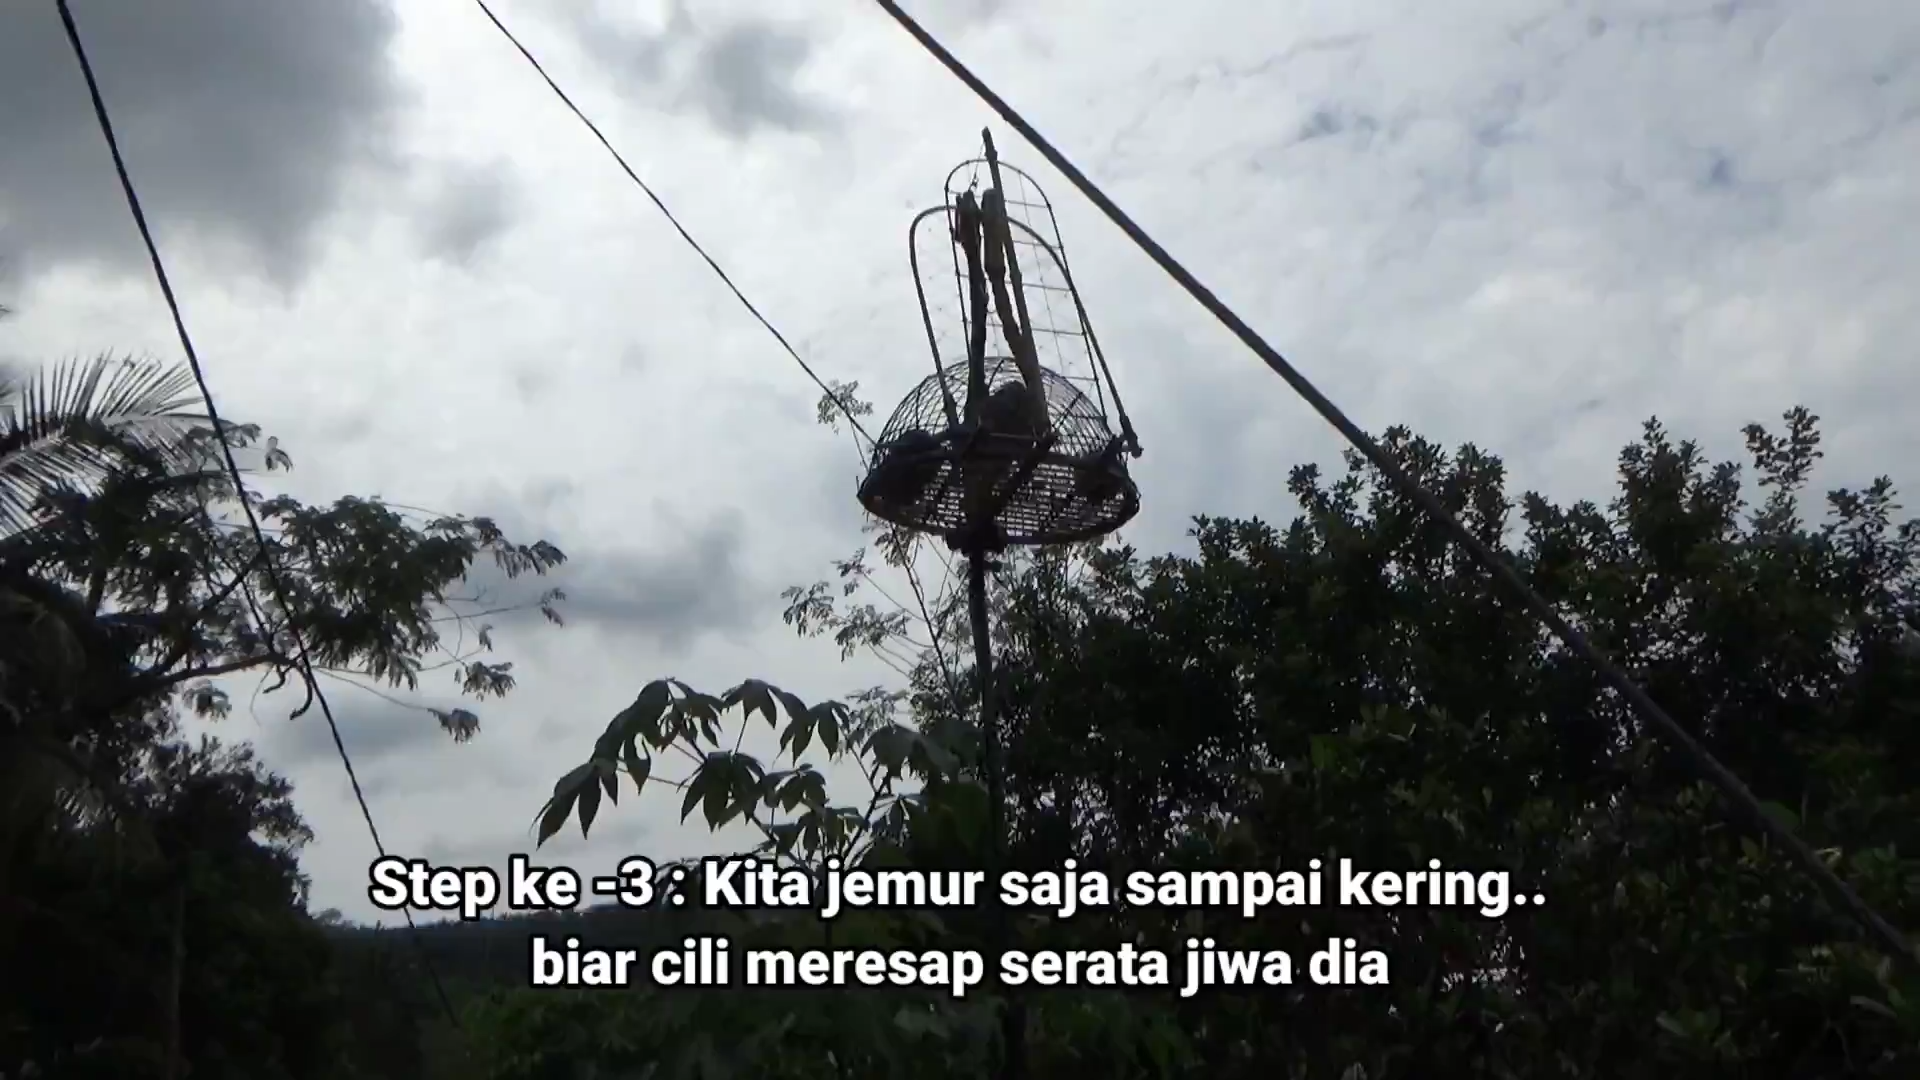 Step ke -3 : Kita jemur saja sampai kering..
biar cili meresap serata jiwa dia